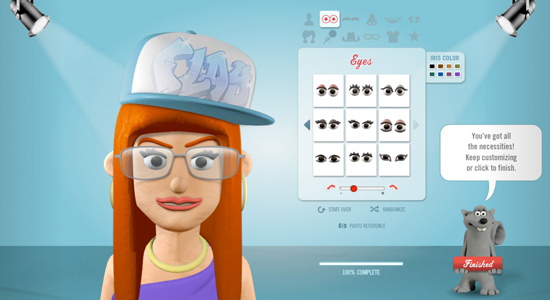 CLAY
Eyes
IRIS COLOR
You've got all
the necessities!
Keep customizing
or click to finish.
START OVER
RANDOMIZE
PHOTO REFERENCE
Finished
100% COMPLETE